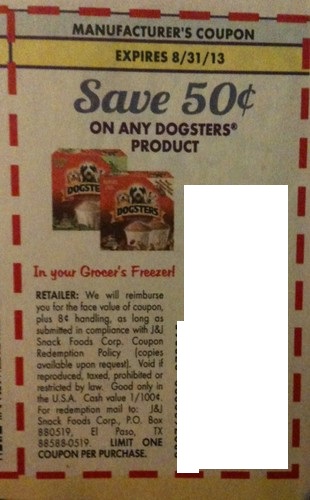 MANUFACTURER'S COUPON
EXPIRES 8/31/13
Save 50¢
ON ANY DOGSTERS®
PRODUCT
DOGSTERS
DOGSTERS
In your Grocer's Freezer!
RETAILER: We will reimburse
you for the face value of coupon,
plus 8¢ handling, as long as
submitted in compliance with J&J
Snack Foods Corp. Coupon
Redemption Policy (copies
available upon request). Void if
reproduced, taxed, prohibited or
restricted by law. Good only in
the U.S.A. Cash value 1/100¢.
For redemption mail to: J&J
Snack Foods Corp., P.O. Box
880519, El Paso, TX
88588-0519. LIMIT ONE
COUPON PER PURCHASE.